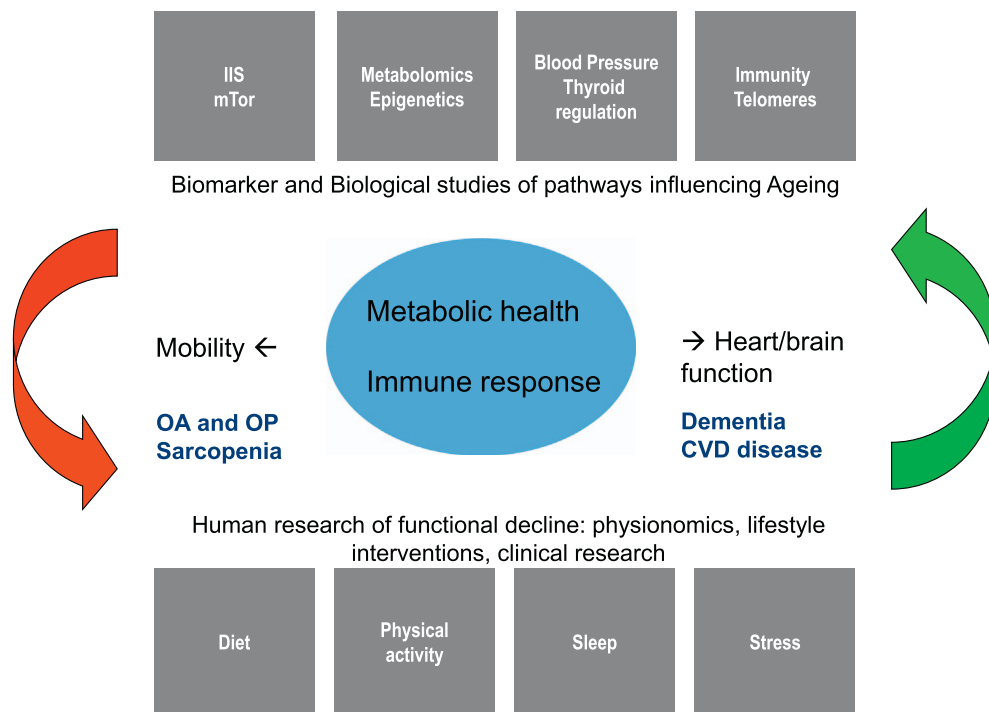 IIS
mTor
Metabolomics
Epigenetics
Blood Pressure
Thyroid
regulation
Immunity
Telomeres
Biomarker and Biological studies of pathways influencing Ageing
Metabolic health
Immune response
Mobility ←
OA and OP
Sarcopenia
→ Heart/brain
function
Dementia
CVD disease
Human research of functional decline: physionomics, lifestyle
interventions, clinical research
Diet
Physical
activity
Sleep
Stress